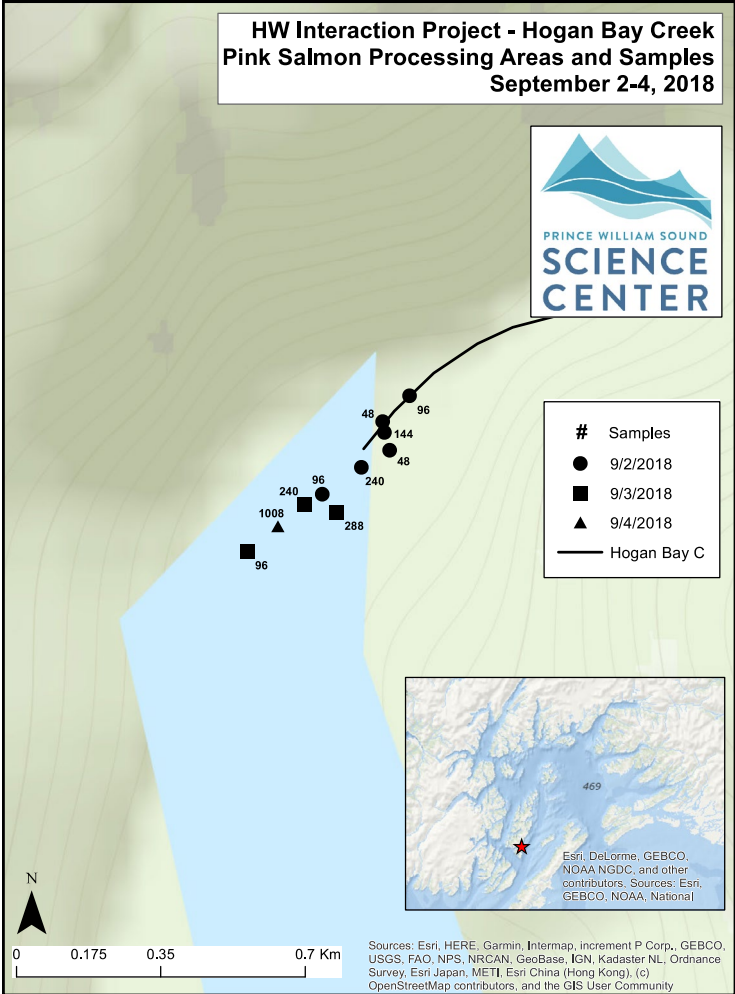 HW Interaction Project - Hogan Bay Creek
Pink Salmon Processing Areas and Samples
September 2-4, 2018
PRINCE WILLIAM SOUND
SCIENCE
CENTER
96
48
144
48
240
96
240
288
1008
96
# Samples
9/2/2018
9/3/2018
9/4/2018
Hogan Bay C
469
Esri, DeLorme, GEBCO,
NOAA NGDC, and other
contributors, Sources: Esri,
GEBCO, NOAA, National
N
0 0.175 0.35 0.7 Km
Sources: Esri, HERE, Garmin, Intermap, increment P Corp., GEBCO,
USGS, FAO, NPS, NRCAN, GeoBase, IGN, Kadaster NL, Ordnance
Survey, Esri Japan, METI, Esri China (Hong Kong), (c)
OpenStreetMap contributors, and the GIS User Community